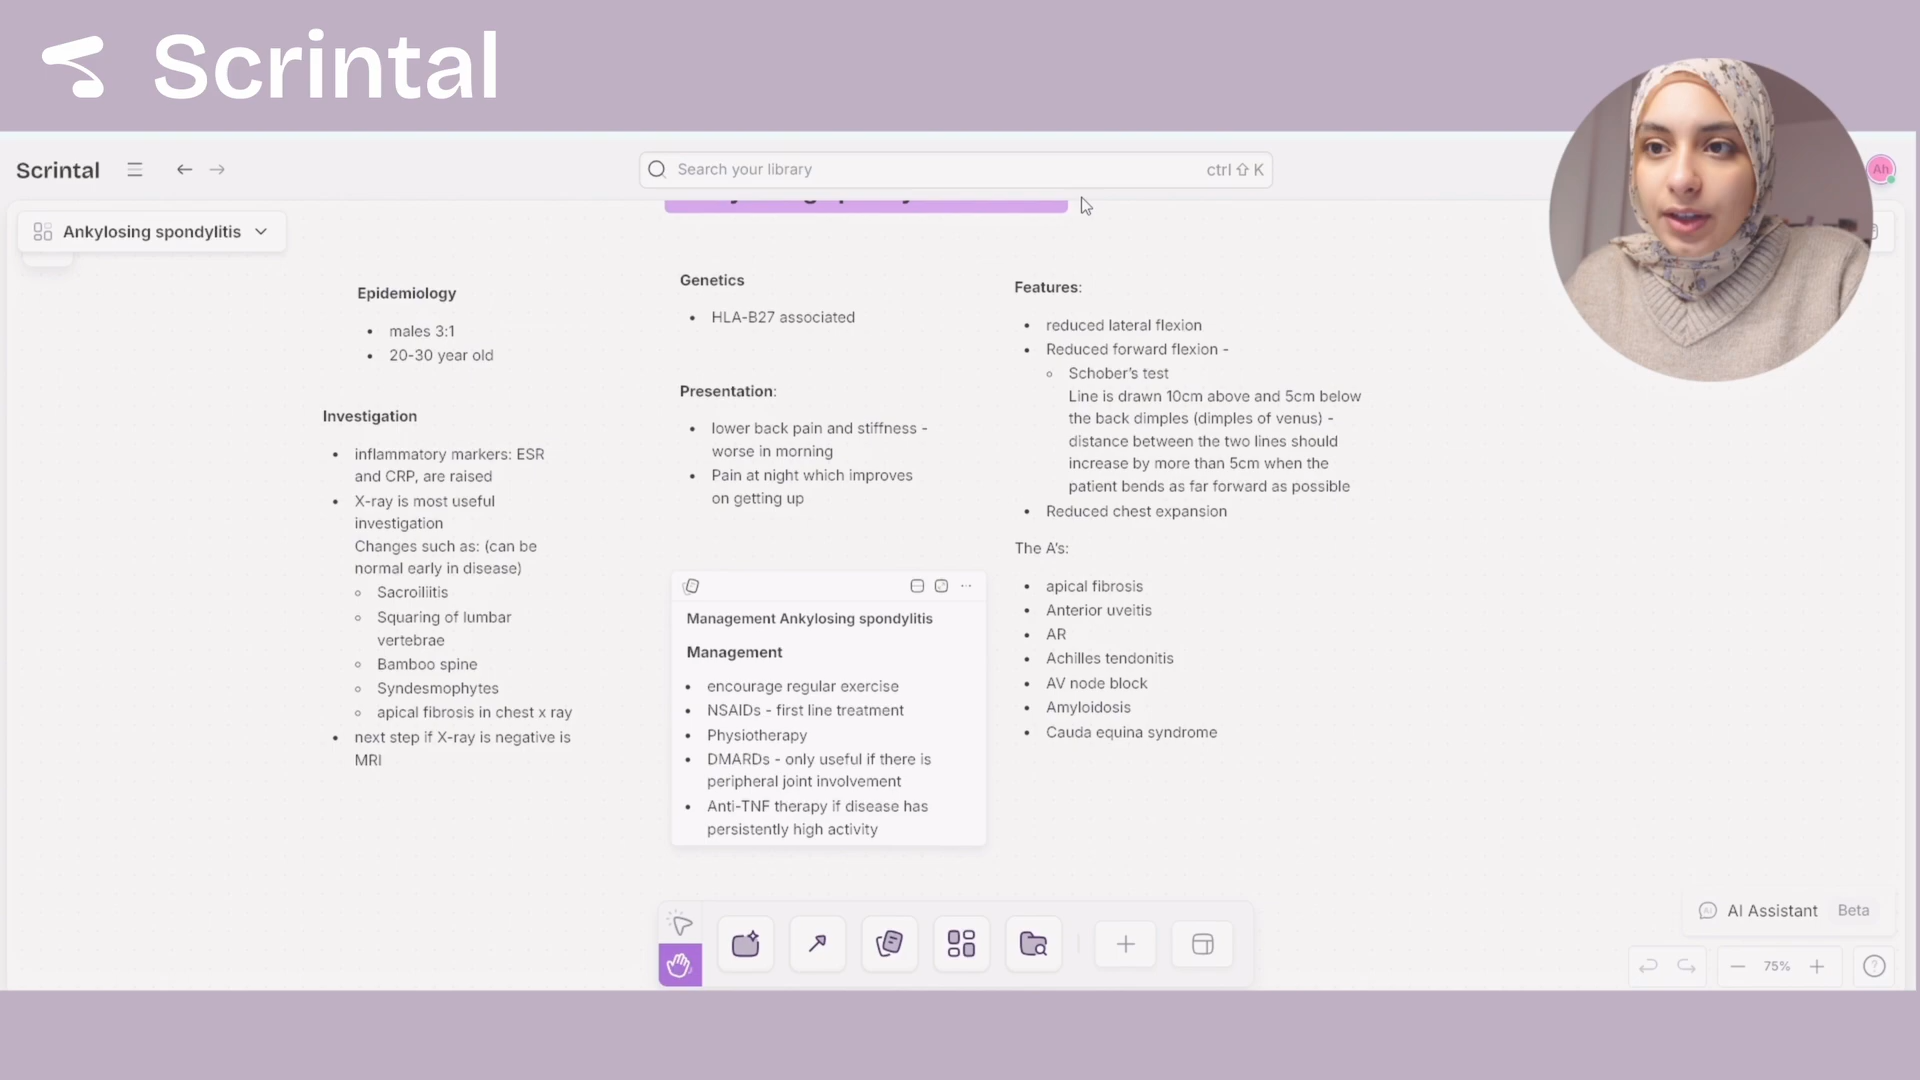 Scrintal
Scrintal
Search your library
ctrl ⇧ K
Ah
Ankylosing spondylitis
Epidemiology
• males 3:1
• 20-30 year old
Investigation
• inflammatory markers: ESR
and CRP, are raised
• X-ray is most useful
investigation
Changes such as: (can be
normal early in disease)
◦ Sacroiliitis
◦ Squaring of lumbar
vertebrae
◦ Bamboo spine
◦ Syndesmophytes
◦ apical fibrosis in chest x ray
• next step if X-ray is negative is
MRI
Genetics
• HLA-B27 associated
Presentation:
• lower back pain and stiffness -
worse in morning
• Pain at night which improves
on getting up
Management Ankylosing spondylitis
Management
• encourage regular exercise
• NSAIDs - first line treatment
• Physiotherapy
• DMARDs - only useful if there is
peripheral joint involvement
• Anti-TNF therapy if disease has
persistently high activity
Features:
• reduced lateral flexion
• Reduced forward flexion -
◦ Schober's test
Line is drawn 10cm above and 5cm below
the back dimples (dimples of venus) -
distance between the two lines should
increase by more than 5cm when the
patient bends as far forward as possible
• Reduced chest expansion
The A's:
• apical fibrosis
• Anterior uveitis
• AR
• Achilles tendonitis
• AV node block
• Amyloidosis
• Cauda equina syndrome
AI Assistant Beta
75%